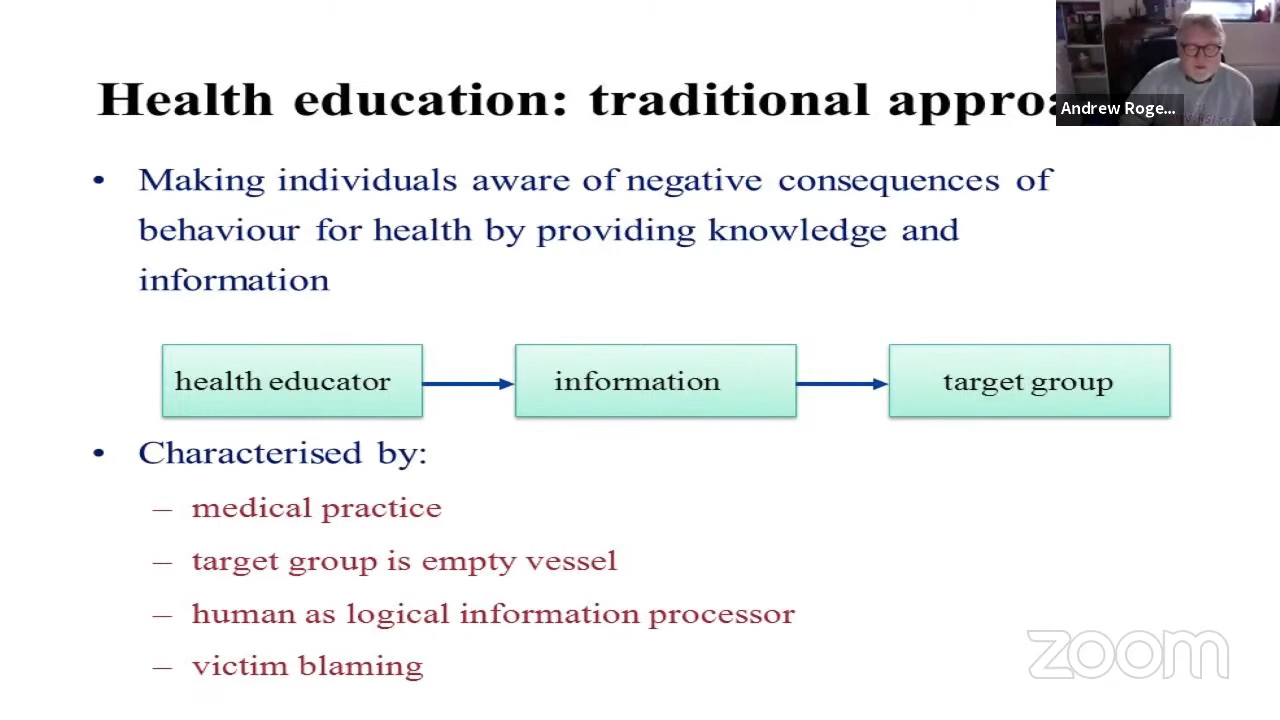 Health education: traditional appro
Andrew Roge...
• Making individuals aware of negative consequences of
behaviour for health by providing knowledge and
information
health educator
information
target group
• Characterised by:
– medical practice
– target group is empty vessel
– human as logical information processor
– victim blaming
zoom